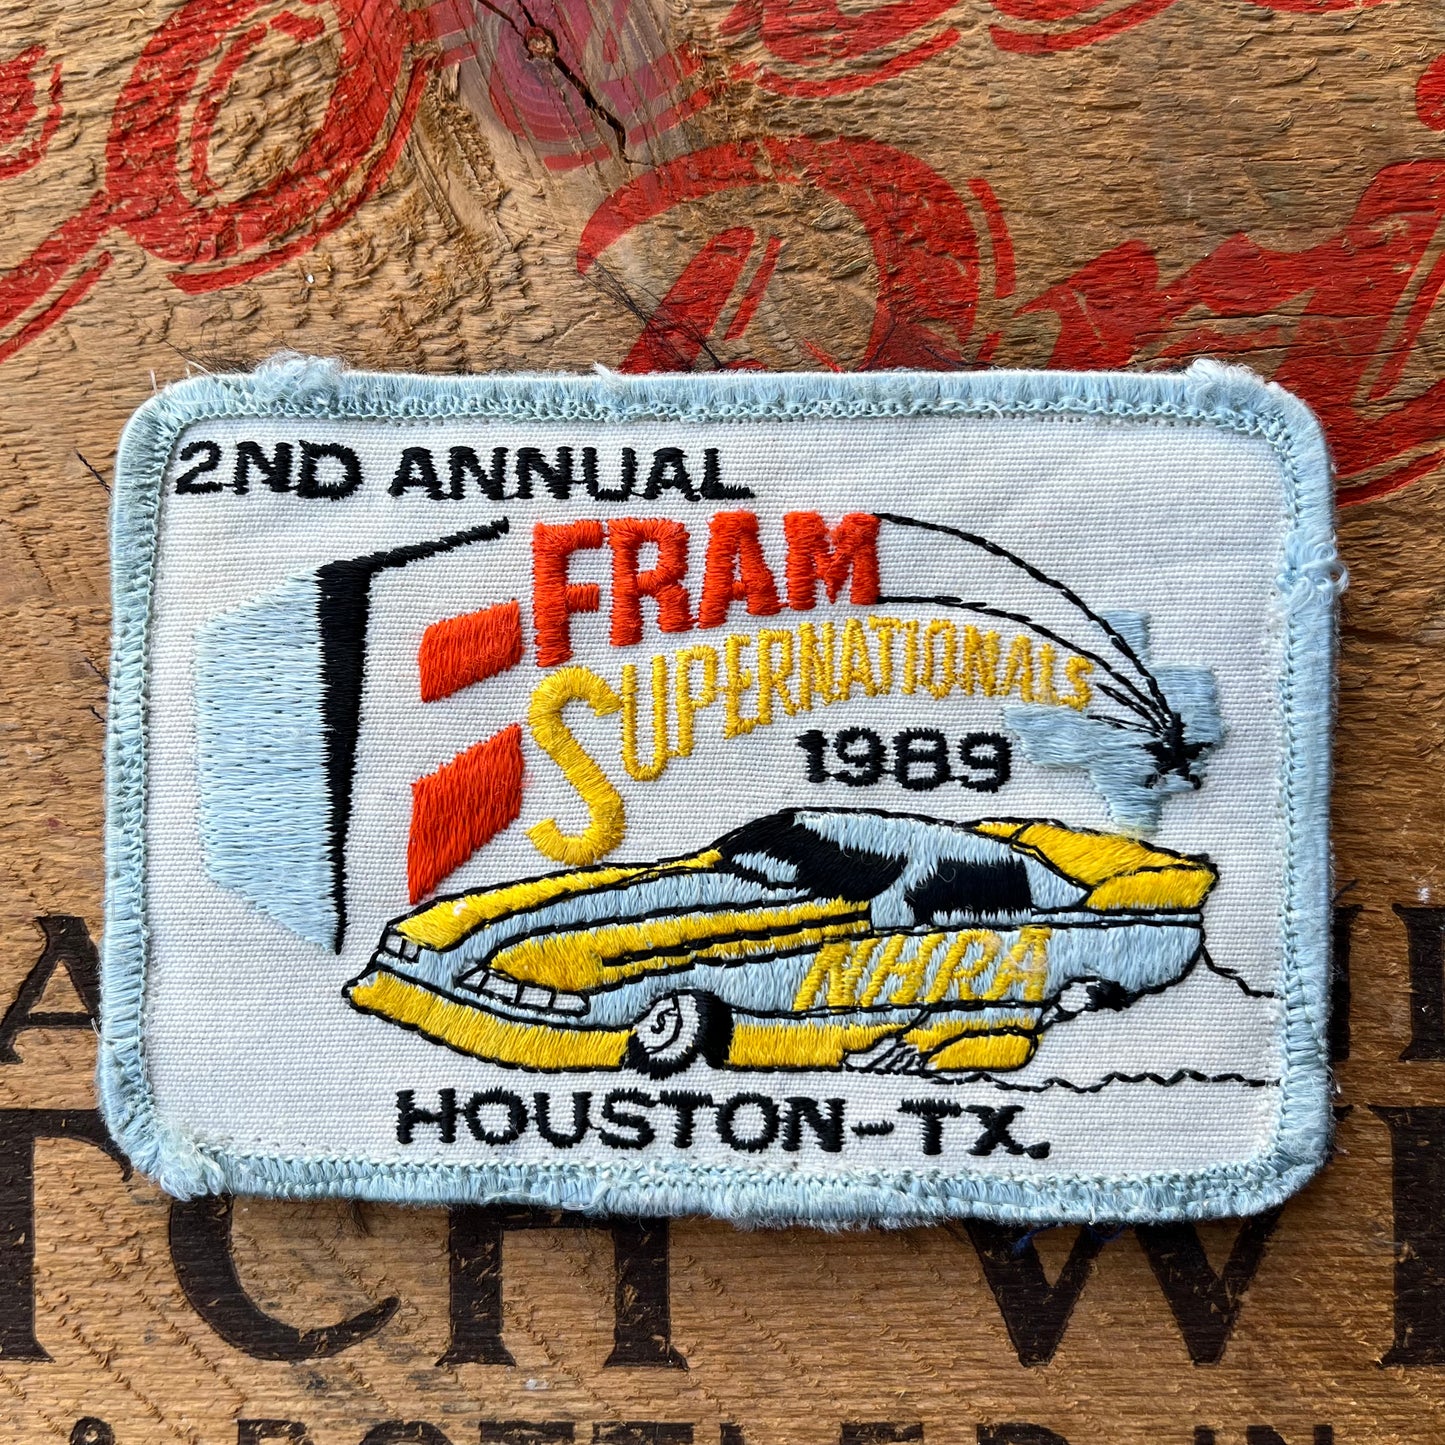 2ND ANNUAL
FRAM
SUPERNATIONALS
1989
NHRA
HOUSTON-TX.